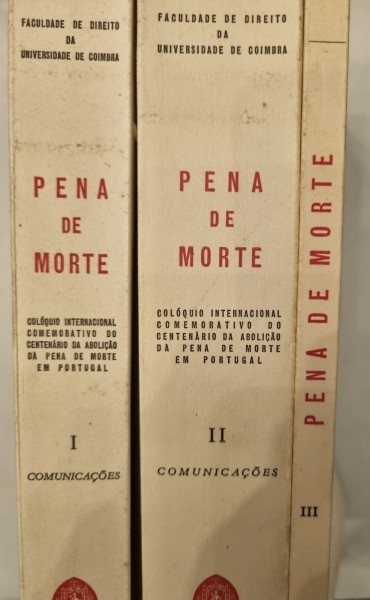 FACULDADE DE DIREITO
DA
UNIVERSIDADE DE COIMBRA
PENA
DE
MORTE
COLÓQUIO INTERNACIONAL
COMEMORATIVO DO
CENTENÁRIO DA ABOLIÇÃO
DA PENA DE MORTE
EM PORTUGAL
I
COMUNICAÇÕES
FACULDADE DE DIREITO
DA
UNIVERSIDADE DE COIMBRA
PENA
DE
MORTE
COLÓQUIO INTERNACIONAL
COMEMORATIVO DO
CENTENÁRIO DA ABOLIÇÃO
DA PENA DE MORTE
EM PORTUGAL
II
COMUNICAÇÕES
PENA DE MORTE
III